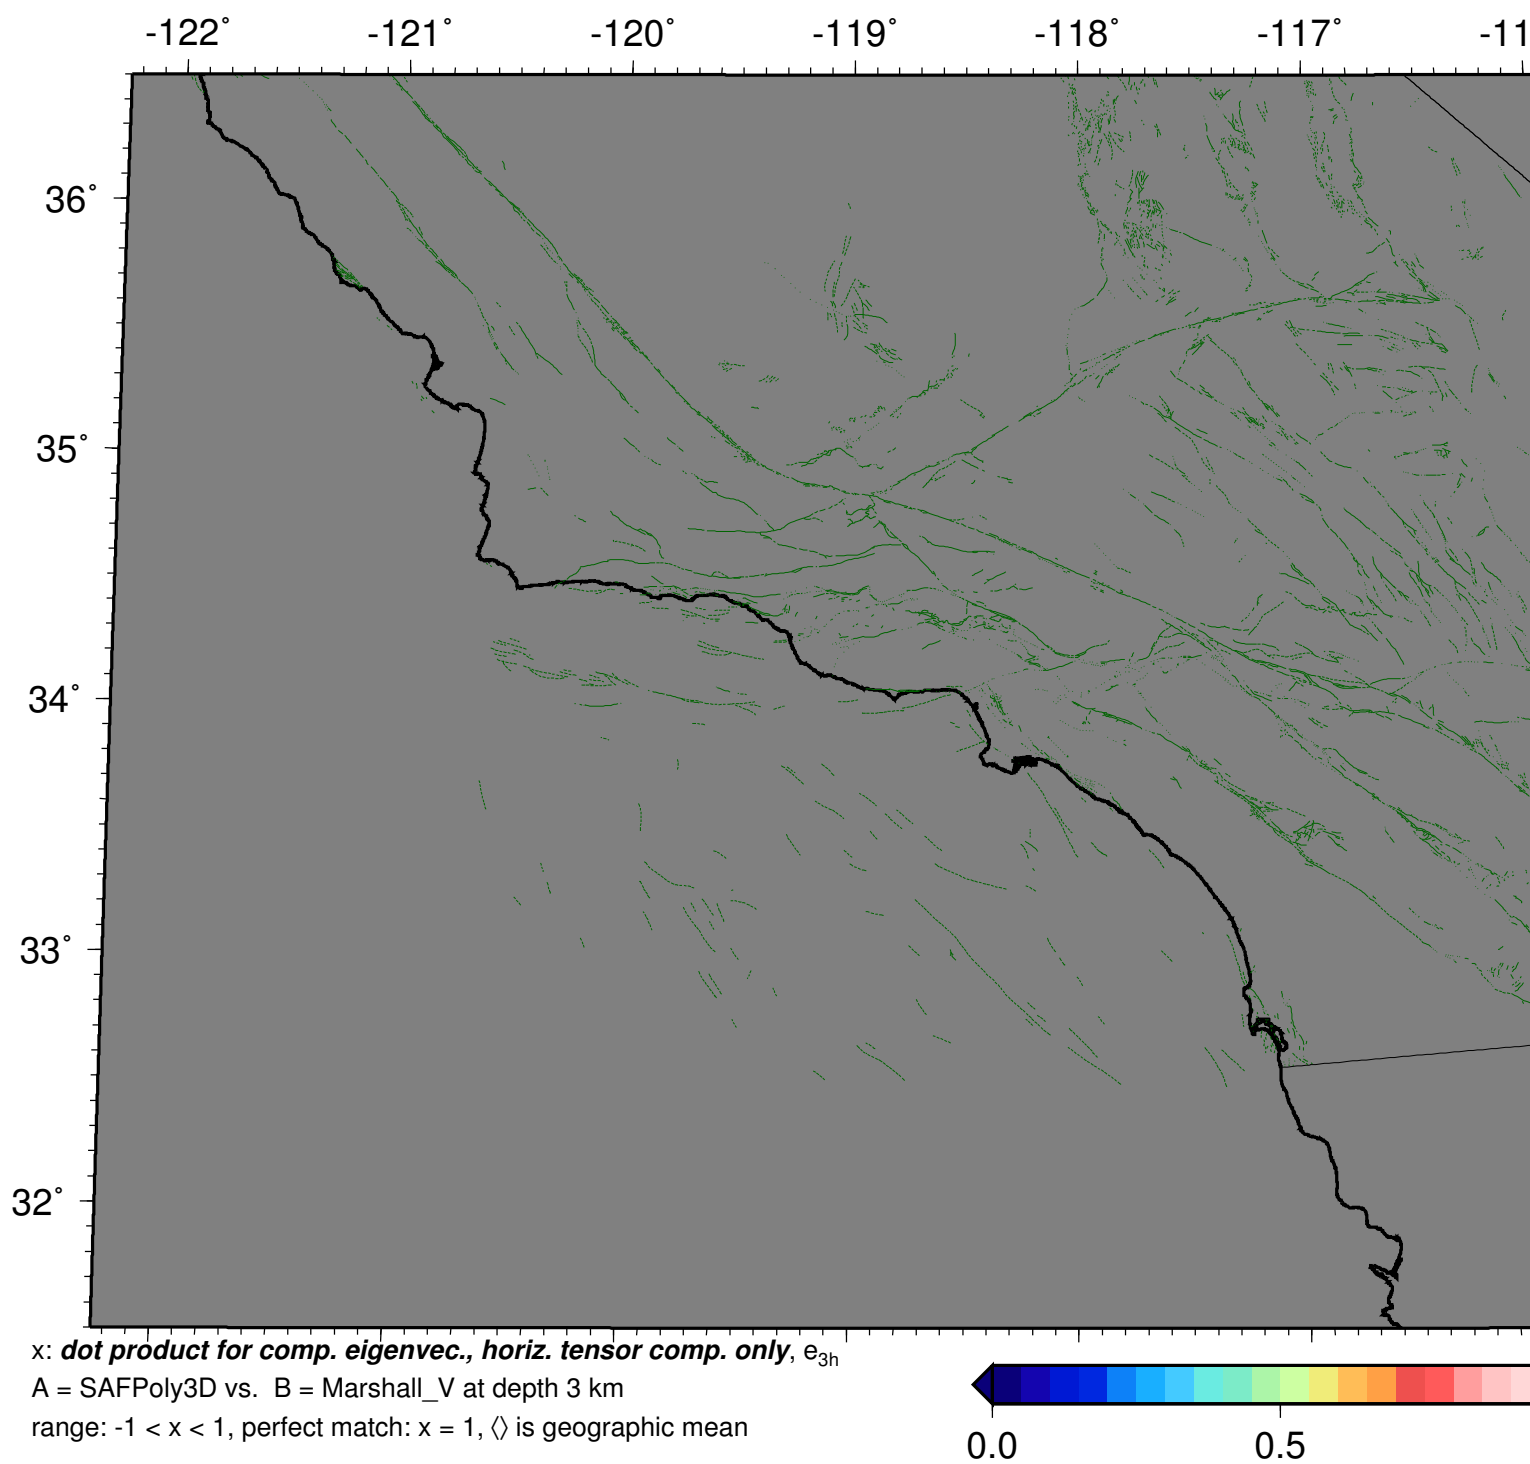 -122° -121° -120° -119° -118° -117° -11
36°
35°
34°
33°
32°
x: dot product for comp. eigenvec., horiz. tensor comp. only, e3h
A = SAFPoly3D vs. B = Marshall_V at depth 3 km
range: -1 < x < 1, perfect match: x = 1, ⟨⟩ is geographic mean
0.0 0.5